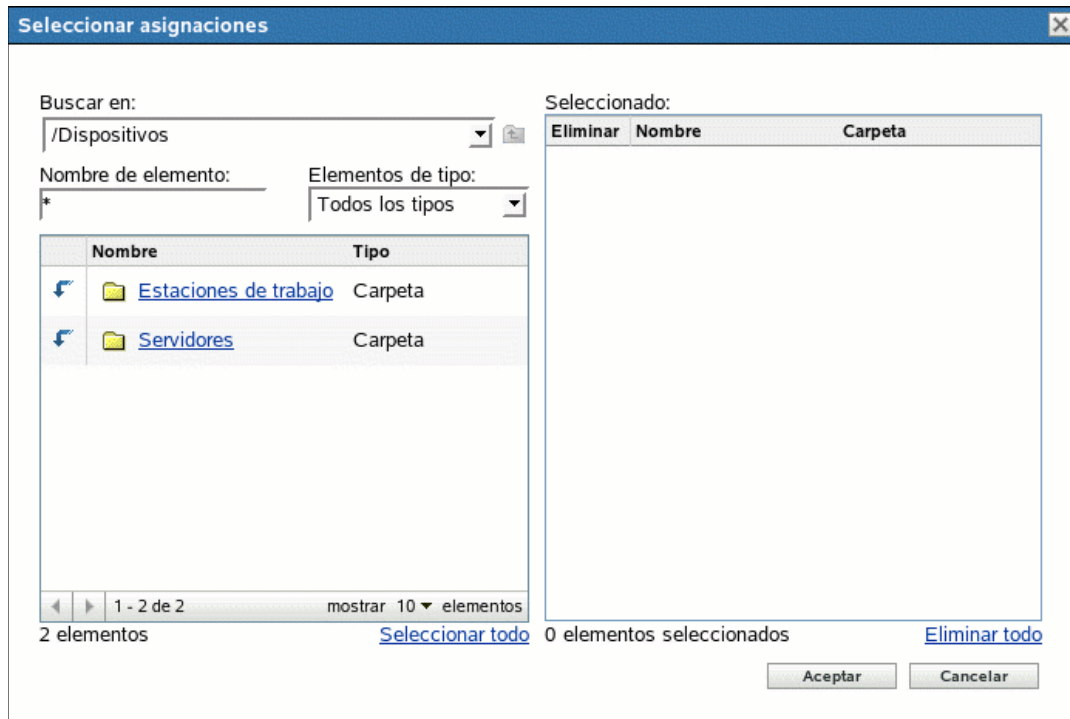 Seleccionar asignaciones
Buscar en:
/Dispositivos
Nombre de elemento:
Elementos de tipo:
*
Todos los tipos
Nombre Tipo
Estaciones de trabajo Carpeta
Servidores Carpeta
1 - 2 de 2 mostrar 10 elementos
2 elementos Seleccionar todo
Seleccionado:
Eliminar Nombre Carpeta
0 elementos seleccionados Eliminar todo
Aceptar Cancelar